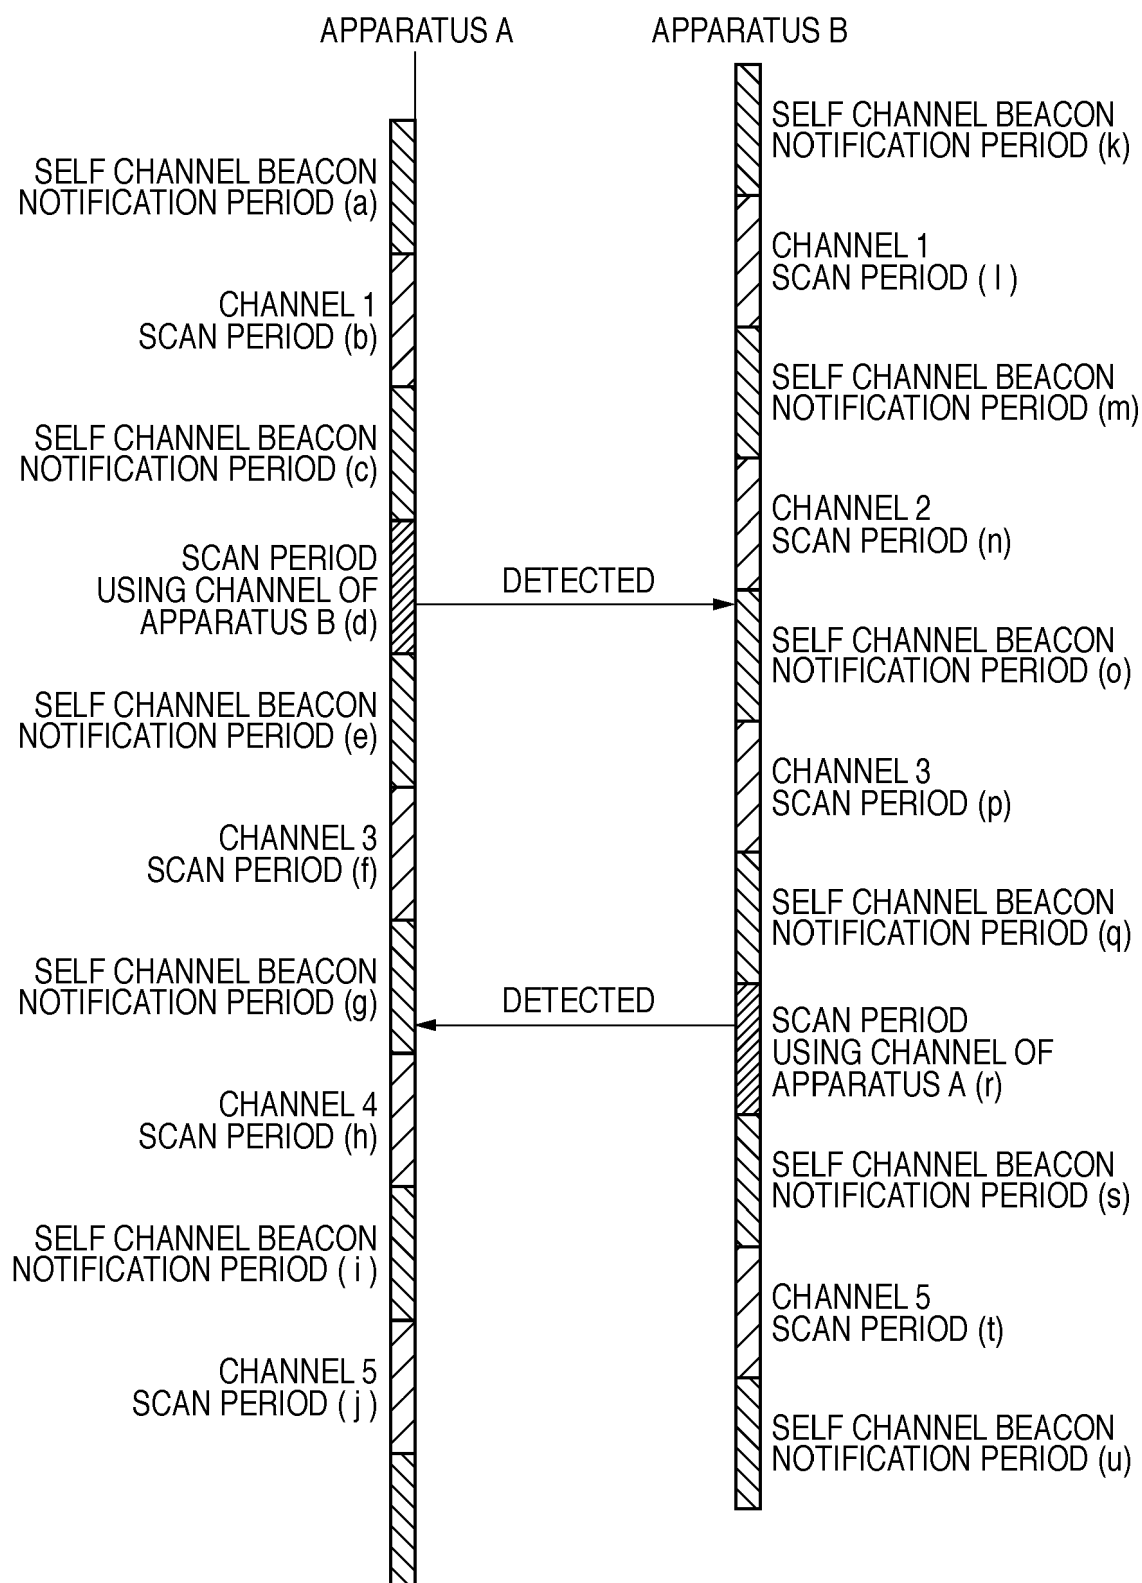 APPARATUS A
SELF CHANNEL BEACON
NOTIFICATION PERIOD (a)
CHANNEL 1
SCAN PERIOD (b)
SELF CHANNEL BEACON
NOTIFICATION PERIOD (c)
SCAN PERIOD
USING CHANNEL OF
APPARATUS B (d)
SELF CHANNEL BEACON
NOTIFICATION PERIOD (e)
CHANNEL 3
SCAN PERIOD (f)
SELF CHANNEL BEACON
NOTIFICATION PERIOD (g)
CHANNEL 4
SCAN PERIOD (h)
SELF CHANNEL BEACON
NOTIFICATION PERIOD (i)
CHANNEL 5
SCAN PERIOD (j)
DETECTED
DETECTED
APPARATUS B
SELF CHANNEL BEACON
NOTIFICATION PERIOD (k)
CHANNEL 1
SCAN PERIOD (l)
SELF CHANNEL BEACON
NOTIFICATION PERIOD (m)
CHANNEL 2
SCAN PERIOD (n)
SELF CHANNEL BEACON
NOTIFICATION PERIOD (o)
CHANNEL 3
SCAN PERIOD (p)
SELF CHANNEL BEACON
NOTIFICATION PERIOD (q)
SCAN PERIOD
USING CHANNEL OF
APPARATUS A (r)
SELF CHANNEL BEACON
NOTIFICATION PERIOD (s)
CHANNEL 5
SCAN PERIOD (t)
SELF CHANNEL BEACON
NOTIFICATION PERIOD (u)